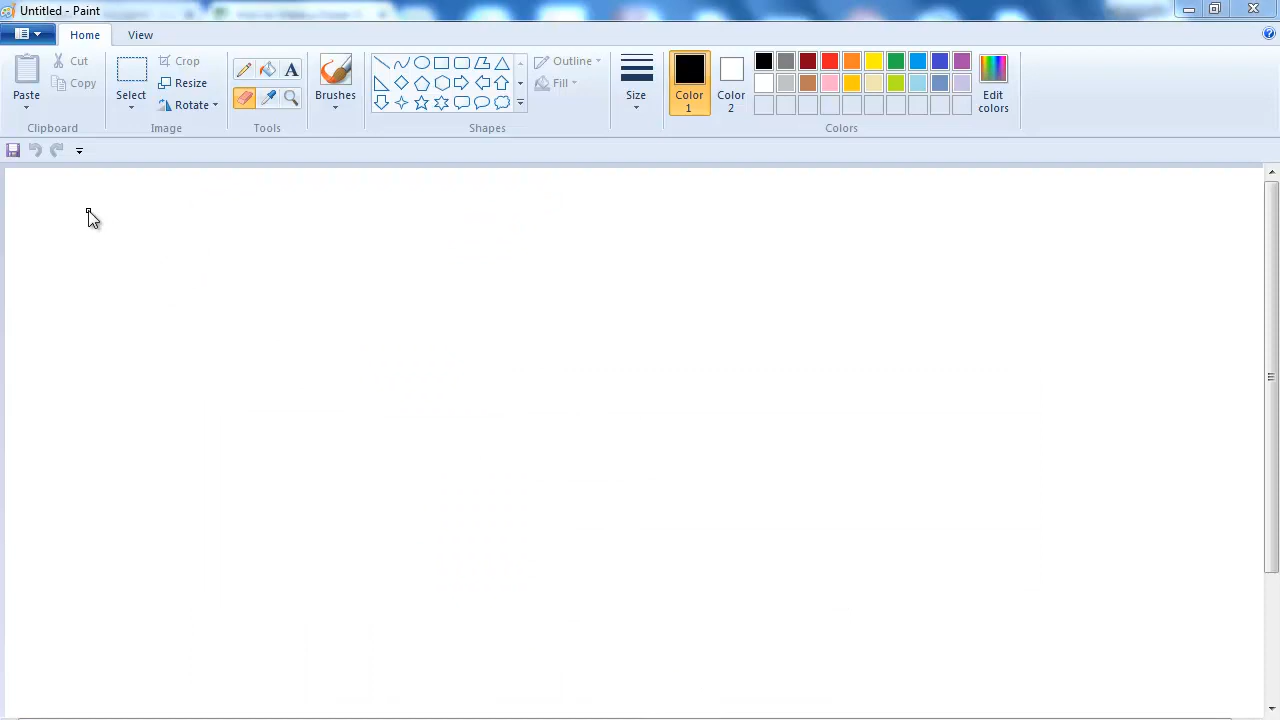 Untitled - Paint
Home View
Paste
Cut
Copy
Clipboard
Select
Crop
Resize
Rotate
Image
A
Tools
Brushes
Shapes
Outline
Fill
Size
Color 1
Color 2
Edit colors
Colors